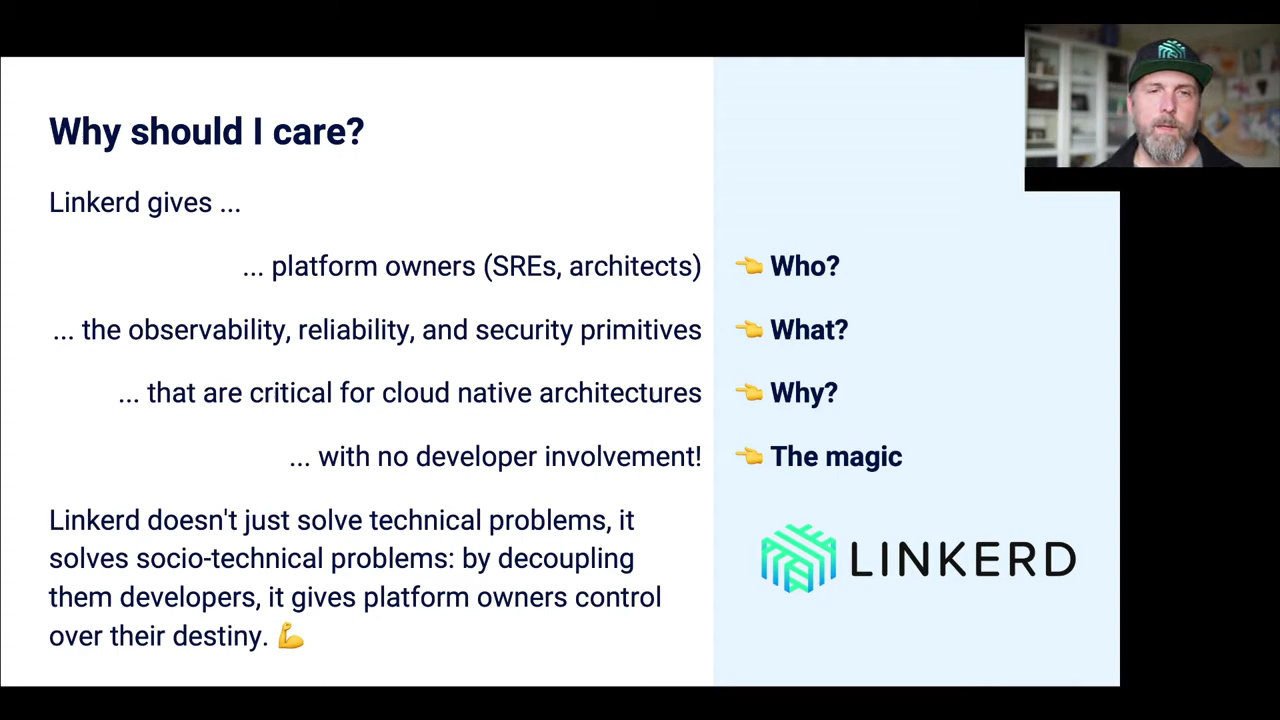 Why should I care?
Linkerd gives ...
... platform owners (SREs, architects)
👈 Who?
... the observability, reliability, and security primitives
👈 What?
... that are critical for cloud native architectures
👈 Why?
... with no developer involvement!
👈 The magic
Linkerd doesn't just solve technical problems, it
solves socio-technical problems: by decoupling
them developers, it gives platform owners control
over their destiny. 💪
LINKERD